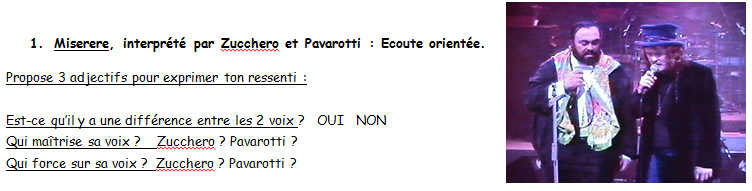 1. Miserere, interprété par Zucchero et Pavarotti : Ecoute orientée.
Propose 3 adjectifs pour exprimer ton ressenti :
Est-ce qu'il y a une différence entre les 2 voix ? OUI NON
Qui maîtrise sa voix ? Zucchero ? Pavarotti ?
Qui force sur sa voix ? Zucchero ? Pavarotti ?